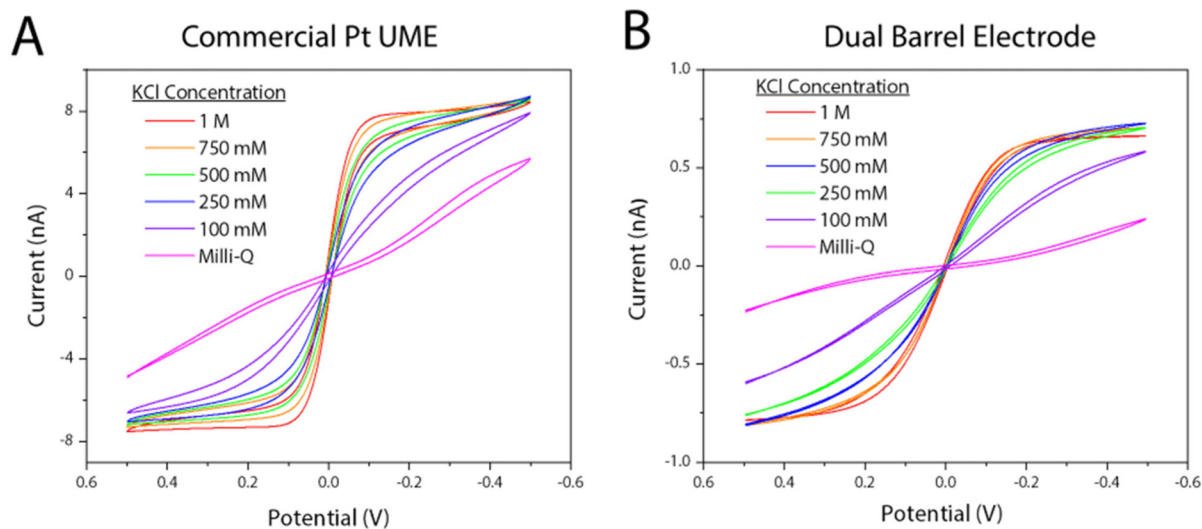 A
Commercial Pt UME
KCl Concentration
1 M
750 mM
500 mM
250 mM
100 mM
Milli-Q
8
4
0
-4
-8
Current (nA)
0.6
0.4
0.2
0.0
-0.2
-0.4
-0.6
Potential (V)
B
Dual Barrel Electrode
KCl Concentration
1 M
750 mM
500 mM
250 mM
100 mM
Milli-Q
1.0
0.5
0.0
-0.5
-1.0
Current (nA)
0.6
0.4
0.2
0.0
-0.2
-0.4
-0.6
Potential (V)